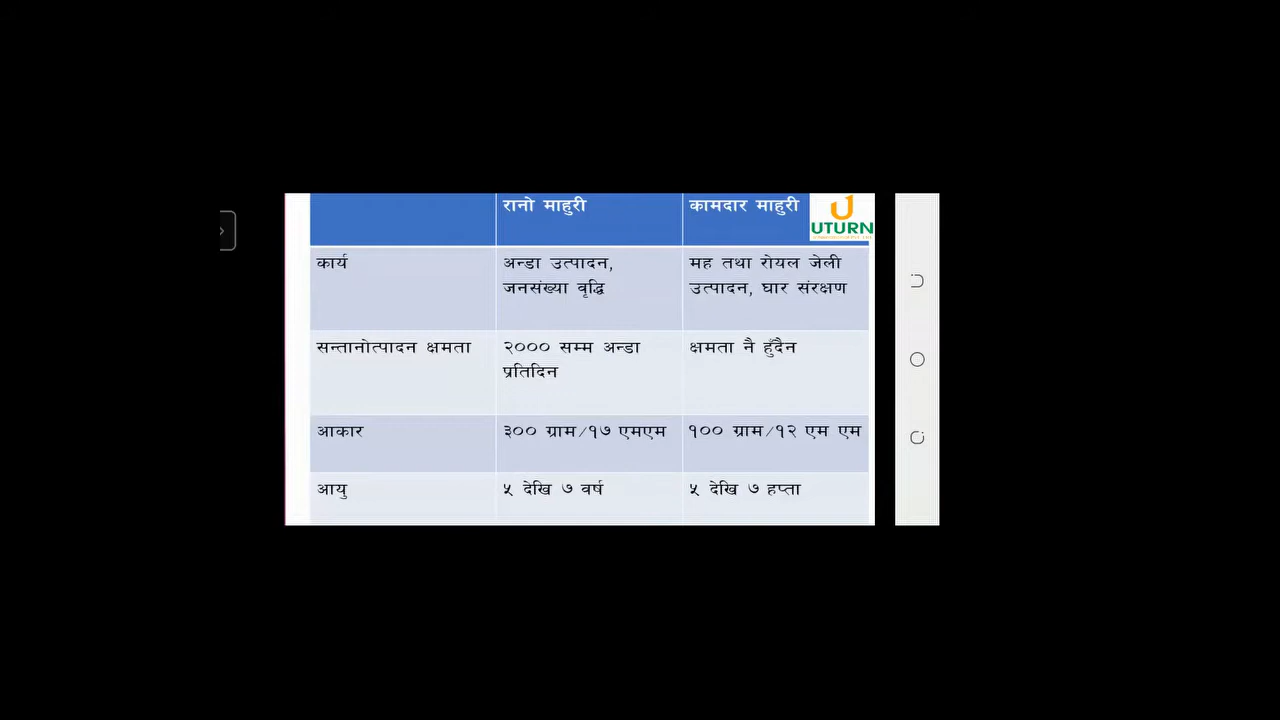 रानो माहुरी
कामदार माहुरी
UTURN
कार्य
अन्डा उत्पादन,
जनसंख्या वृद्धि
मह तथा रोयल जेली
उत्पादन, घार संरक्षण
सन्तानोत्पादन क्षमता
२००० सम्म अन्डा
प्रतिदिन
क्षमता नै हुँदैन
आकार
३०० ग्राम/१७ एमएम
१०० ग्राम/१२ एम एम
आयु
५ देखि ७ वर्ष
५ देखि ७ हप्ता